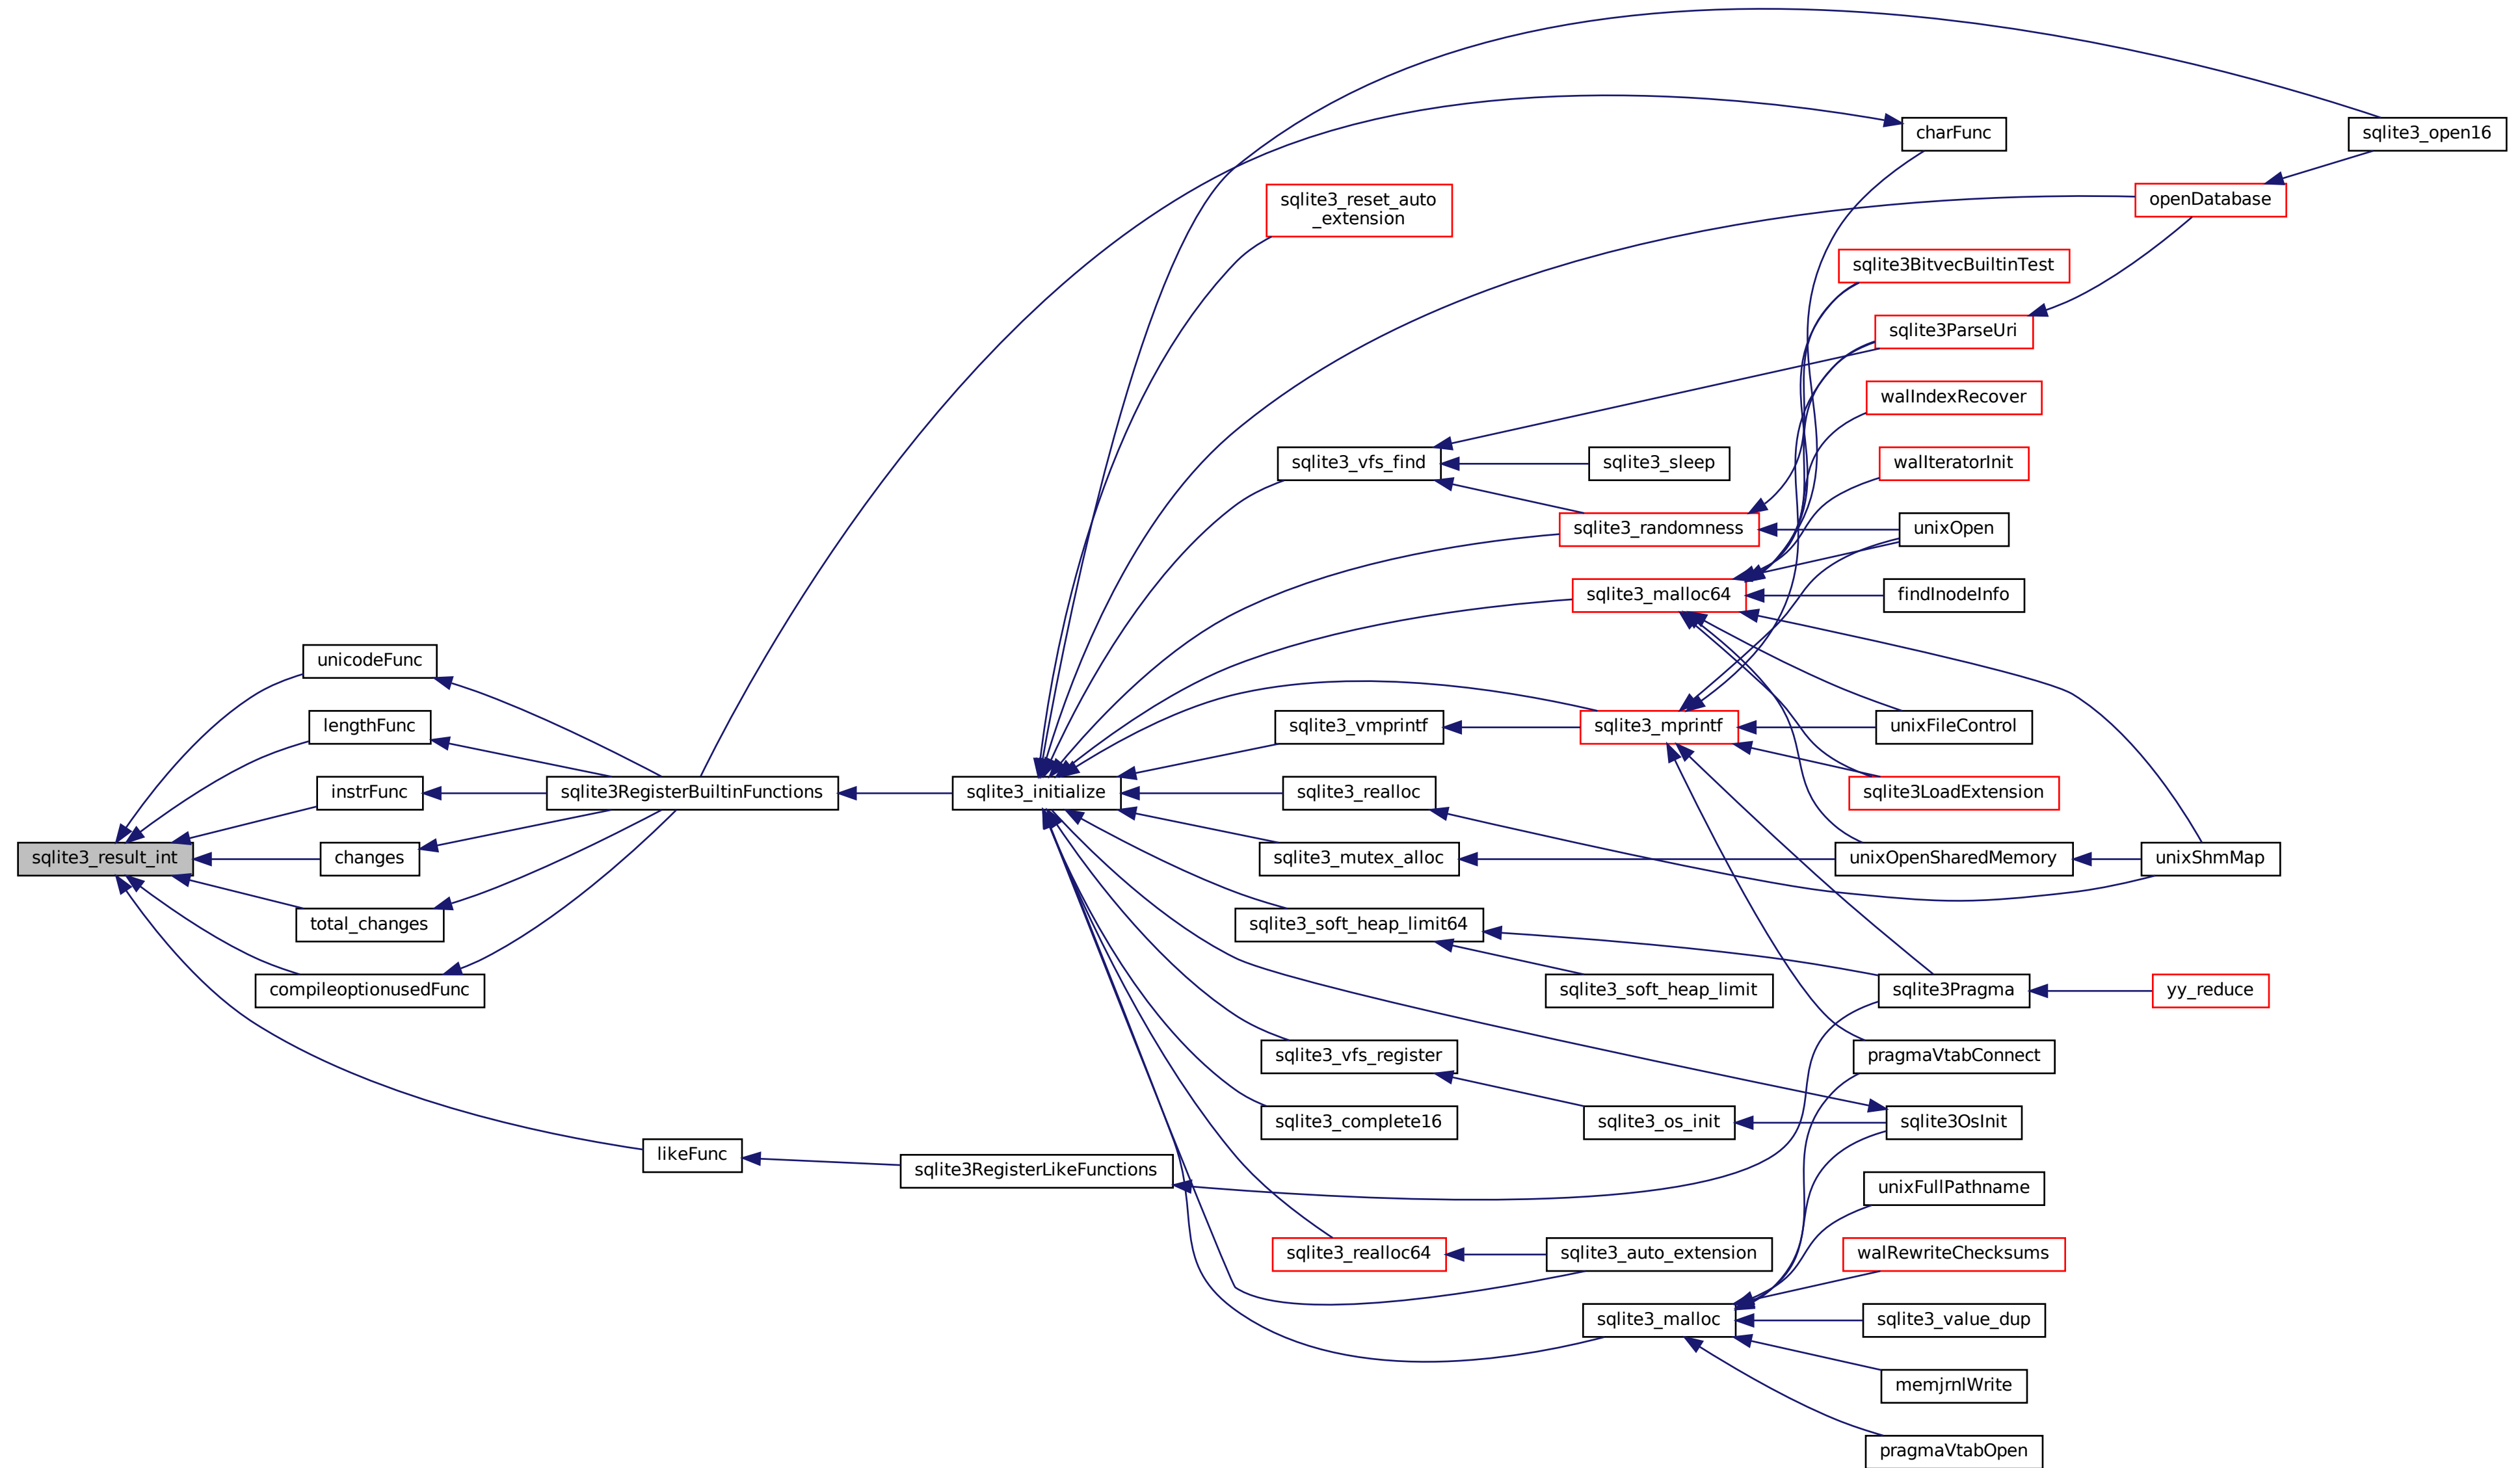 charFunc
sqlite3_open16
sqlite3_reset_auto
_extension
openDatabase
sqlite3BitvecBuiltinTest
sqlite3ParseUri
walIndexRecover
sqlite3_vfs_find
sqlite3_sleep
walIteratorInit
sqlite3_randomness
unixOpen
sqlite3_malloc64
findInodeInfo
unicodeFunc
lengthFunc
sqlite3_vmprintf
sqlite3_mprintf
unixFileControl
instrFunc
sqlite3RegisterBuiltinFunctions
sqlite3_initialize
sqlite3_realloc
sqlite3LoadExtension
sqlite3_result_int
changes
sqlite3_mutex_alloc
unixOpenSharedMemory
unixShmMap
total_changes
sqlite3_soft_heap_limit64
compileoptionusedFunc
sqlite3_soft_heap_limit
sqlite3Pragma
yy_reduce
sqlite3_vfs_register
pragmaVtabConnect
sqlite3_complete16
sqlite3_os_init
sqlite3OsInit
likeFunc
sqlite3RegisterLikeFunctions
unixFullPathname
sqlite3_realloc64
sqlite3_auto_extension
walRewriteChecksums
sqlite3_malloc
sqlite3_value_dup
memjrnlWrite
pragmaVtabOpen